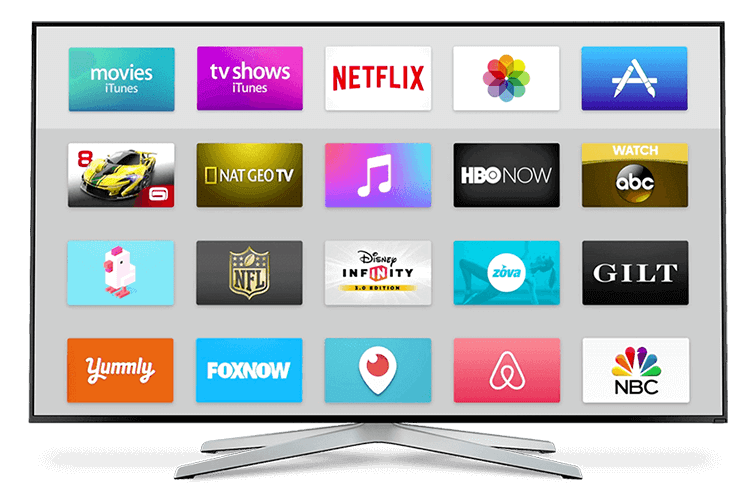 movies
iTunes
tv shows
iTunes
NETFLIX
8
NAT GEO TV
HBO NOW
WATCH
abc
NFL
Disney
INFINITY
3.0 EDITION
zova
GILT
Yummly
FOXNOW
NBC